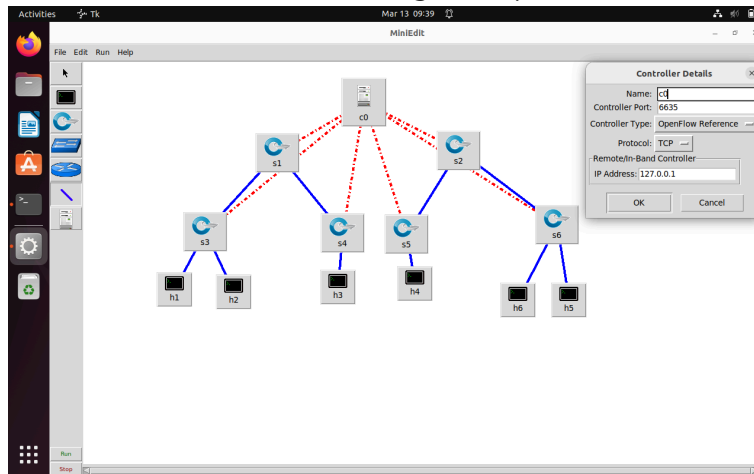 Activities Tk Mar 13 09:39
MiniEdit
File Edit Run Help
Controller Details
Name: c0
Controller Port: 6635
Controller Type: OpenFlow Reference
Protocol: TCP
Remote/In-Band Controller
IP Address: 127.0.0.1
OK Cancel
c0
s1 s2
s3 s4 s5 s6
h1 h2 h3 h4 h6 h5
Run
Stop